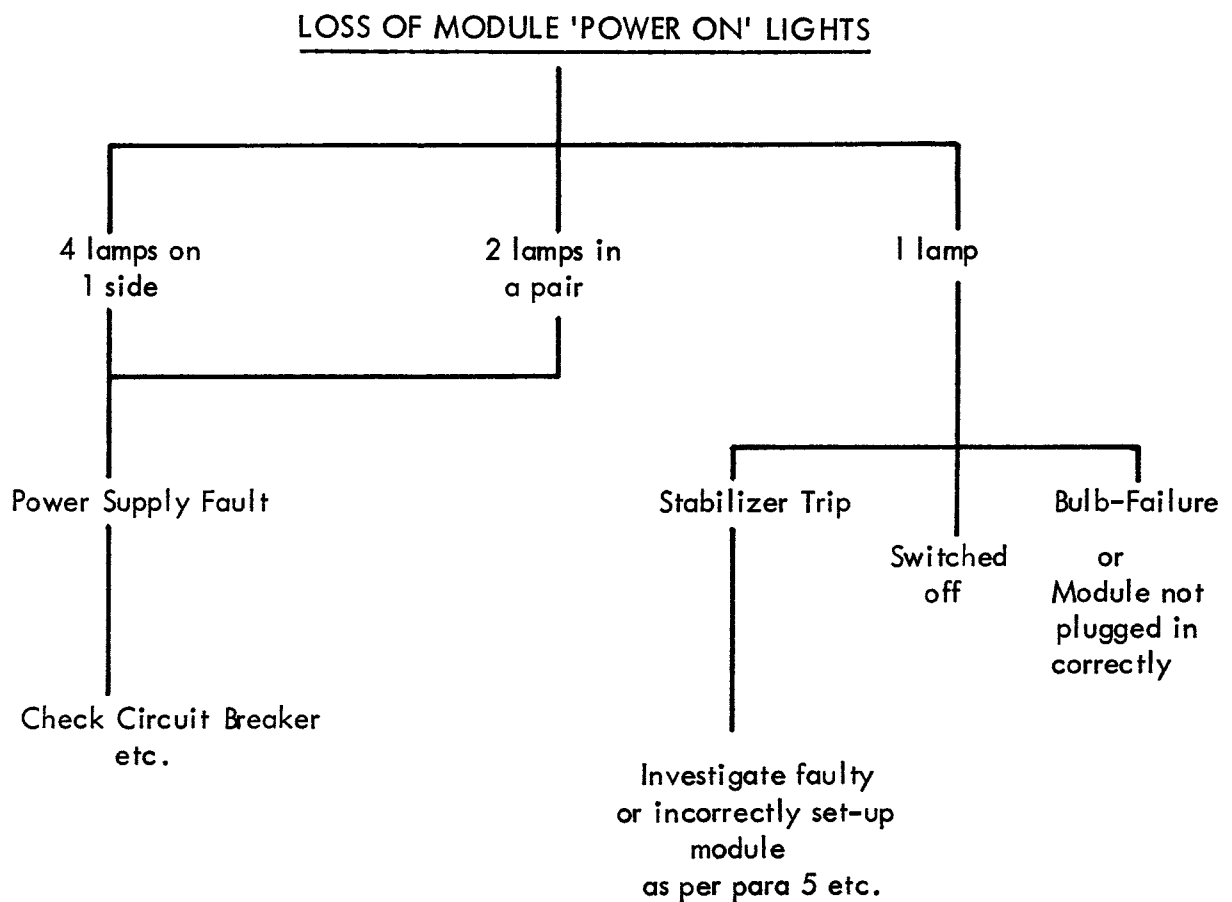 LOSS OF MODULE 'POWER ON' LIGHTS
4 lamps on
1 side
2 lamps in
a pair
1 lamp
Power Supply Fault
Check Circuit Breaker
etc.
Stabilizer Trip
Investigate faulty
or incorrectly set-up
module
as per para 5 etc.
Switched
off
Bulb-Failure
or
Module not
plugged in
correctly